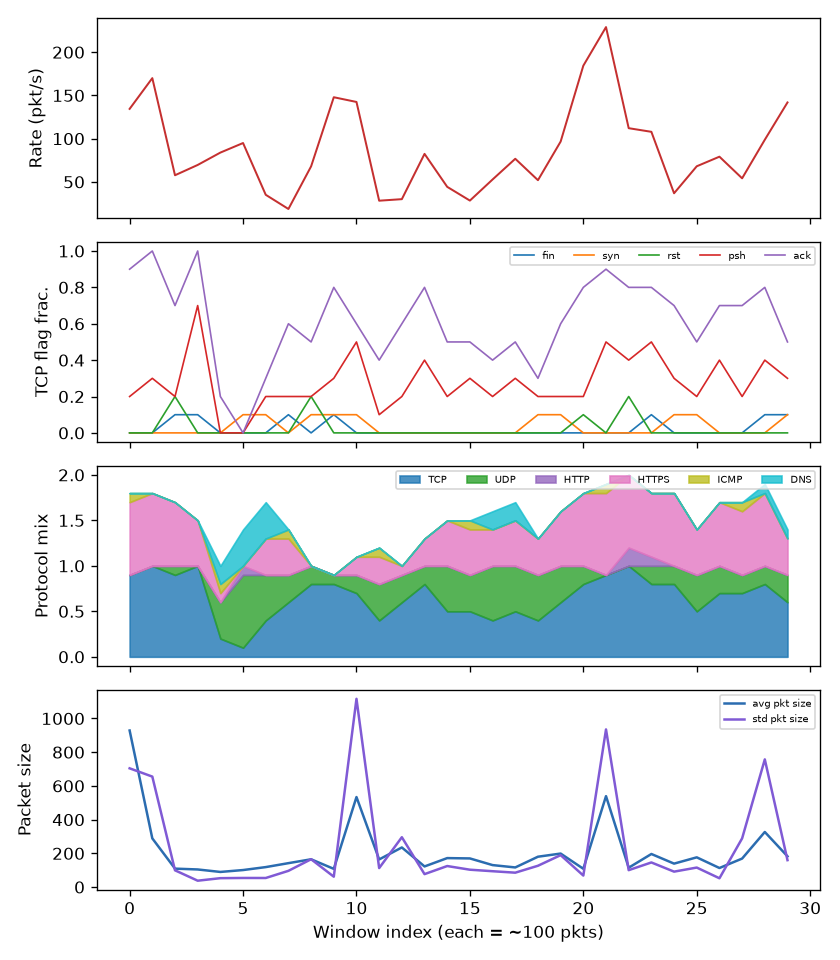 Rate (pkt/s)
200
150
100
50
TCP flag frac.
1.0
0.8
0.6
0.4
0.2
0.0
fin syn rst psh ack
Protocol mix
2.0
1.5
1.0
0.5
0.0
TCP UDP HTTP HTTPS ICMP DNS
Packet size
1000
800
600
400
200
0
avg pkt size
std pkt size
0 5 10 15 20 25 30
Window index (each = ~100 pkts)